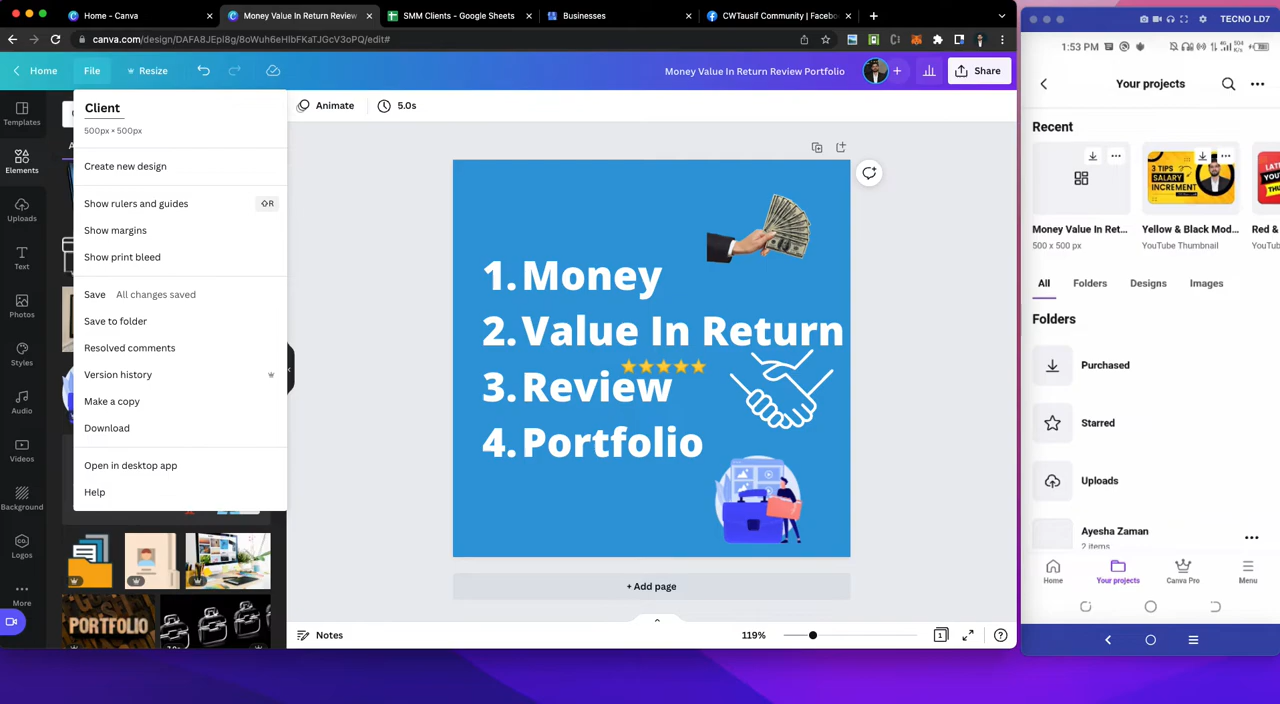 Home - Canva
Money Value In Return Review
SMM Clients - Google Sheets
Businesses
CWTausif Community | Facebo
canva.com/design/DAFA8JEpI8g/8oWuh6eHlbFKaTJGcV3oPQ/edit#
Home
File
Resize
Money Value In Return Review Portfolio
Share
Templates
Elements
Uploads
Text
Photos
Styles
Audio
Videos
Background
Logos
More
Client
500px × 500px
Create new design
Show rulers and guides
⇧R
Show margins
Show print bleed
Save All changes saved
Save to folder
Resolved comments
Version history
Make a copy
Download
Open in desktop app
Help
PORTFOLIO
Animate
5.0s
1. Money
2. Value In Return
3. Review
4. Portfolio
+ Add page
Notes
119%
1
TECNO LD7
1:53 PM
Your projects
Recent
3 TIPS
SALARY
INCREMENT
Money Value In Ret...
500 x 500 px
Yellow & Black Mod...
YouTube Thumbnail
Red &
All
Folders
Designs
Images
Folders
Purchased
Starred
Uploads
Ayesha Zaman
2 items
Home
Your projects
Canva Pro
Menu